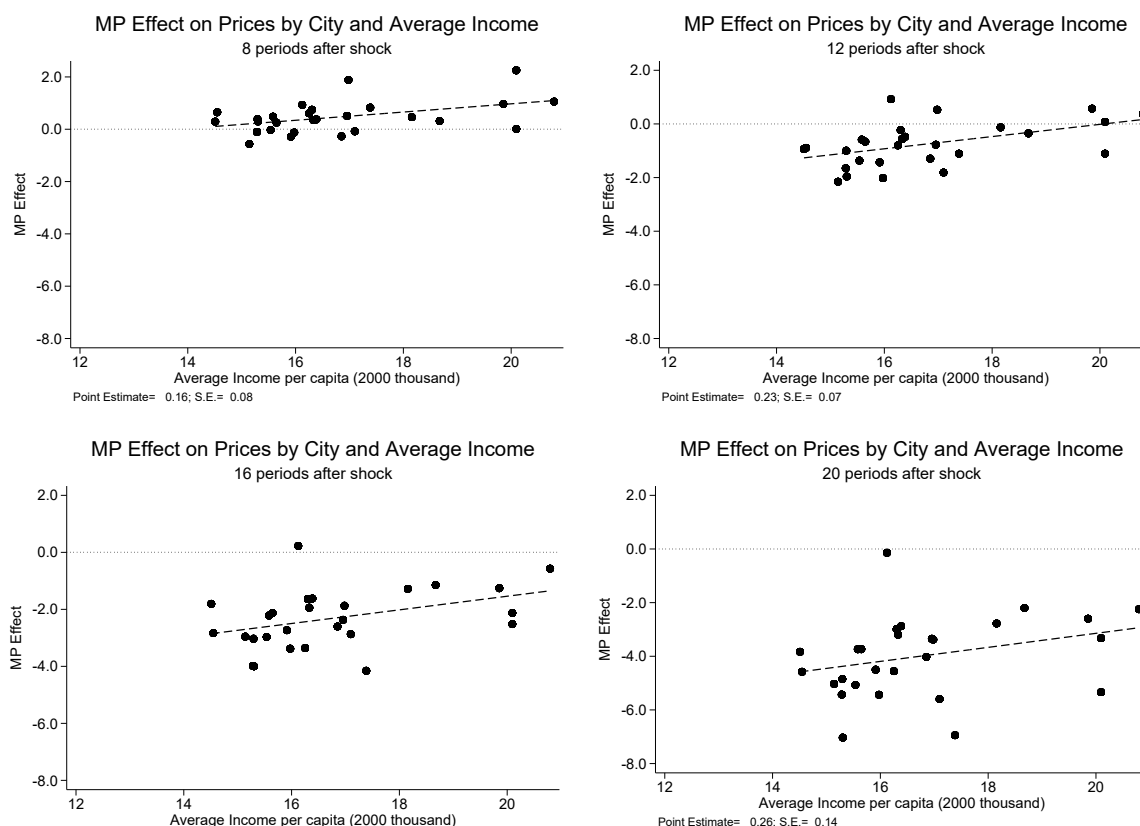 MP Effect on Prices by City and Average Income
8 periods after shock
2.0
0.0
-2.0
-4.0
-6.0
-8.0
MP Effect
12
14
16
18
20
Average Income per capita (2000 thousand)
Point Estimate= 0.16; S.E.= 0.08
MP Effect on Prices by City and Average Income
12 periods after shock
2.0
0.0
-2.0
-4.0
-6.0
-8.0
MP Effect
12
14
16
18
20
Average Income per capita (2000 thousand)
Point Estimate= 0.23; S.E.= 0.07
MP Effect on Prices by City and Average Income
16 periods after shock
2.0
0.0
-2.0
-4.0
-6.0
-8.0
MP Effect
12
14
16
18
20
Average Income per capita (2000 thousand)
MP Effect on Prices by City and Average Income
20 periods after shock
2.0
0.0
-2.0
-4.0
-6.0
-8.0
MP Effect
12
14
16
18
20
Average Income per capita (2000 thousand)
Point Estimate= 0.26; S.E.= 0.14